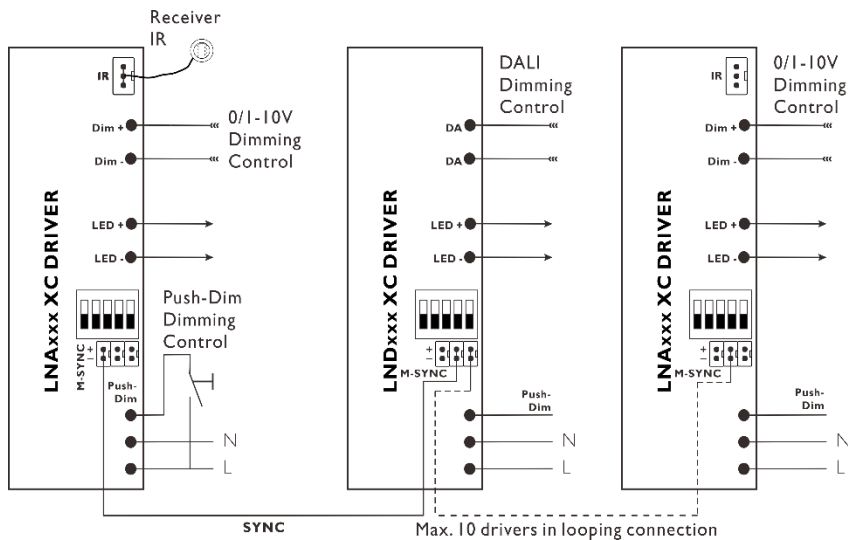 Receiver
IR
IR
0/1-10V
Dimming
Control
Dim +
Dim -
LED +
LED -
LNAxxx XC DRIVER
Push-Dim
Dimming
Control
+
−
M-SYNC
Push-
Dim
N
L
SYNC
DALI
Dimming
Control
DA
DA
LED +
LED -
LNDxxx XC DRIVER
+
−
M-SYNC
Push-
Dim
N
L
0/1-10V
Dimming
Control
IR
Dim +
Dim -
LED +
LED -
LNAxxx XC DRIVER
+
−
M-SYNC
Push-
Dim
N
L
Max. 10 drivers in looping connection